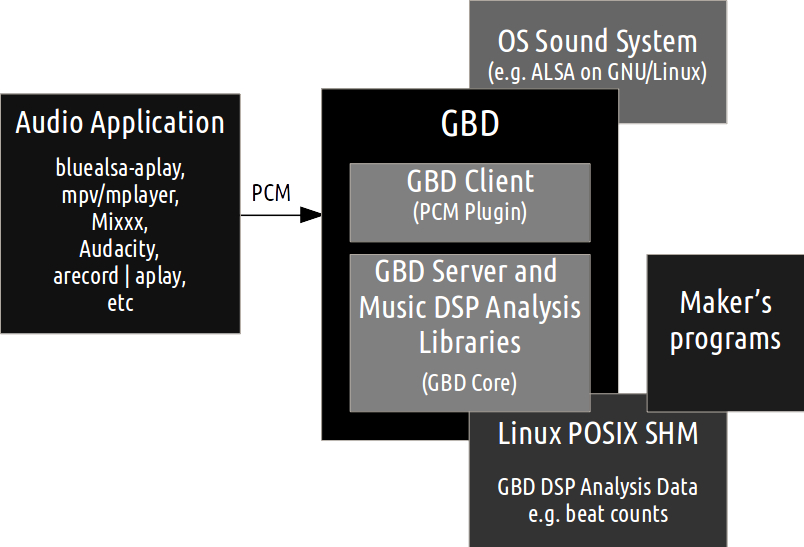 OS Sound System
(e.g. ALSA on GNU/Linux)
Audio Application
bluealsa-aplay,
mpv/mplayer,
Mixxx,
Audacity,
arecord | aplay,
etc
PCM
GBD
GBD Client
(PCM Plugin)
GBD Server and
Music DSP Analysis
Libraries
(GBD Core)
Maker’s
programs
Linux POSIX SHM
GBD DSP Analysis Data
e.g. beat counts